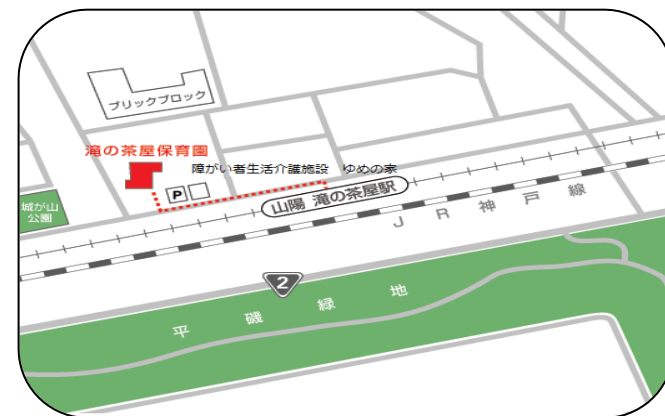 ブリックブロック
滝の茶屋保育園
障がい者生活介護施設　ゆめの家
P
城が山
公園
山陽 滝の茶屋駅
JR神戸線
2
平磯緑地